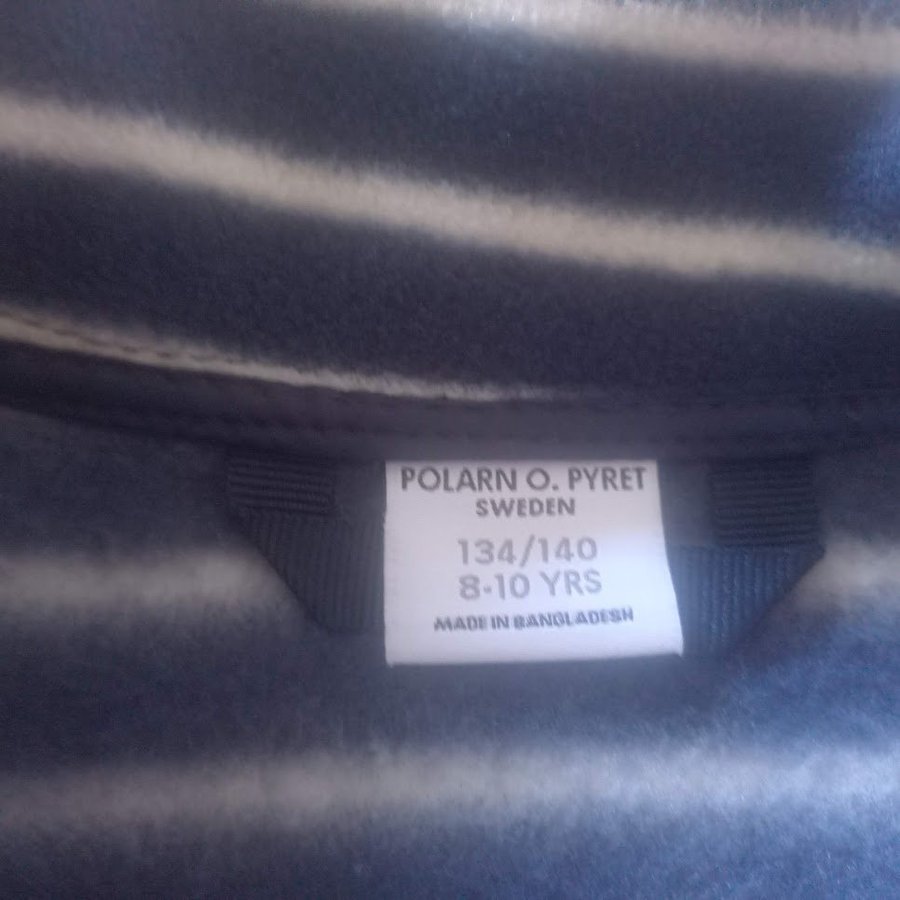 POLARN O. PYRET
SWEDEN
134/140
8-10 YRS
MADE IN BANGLADESH